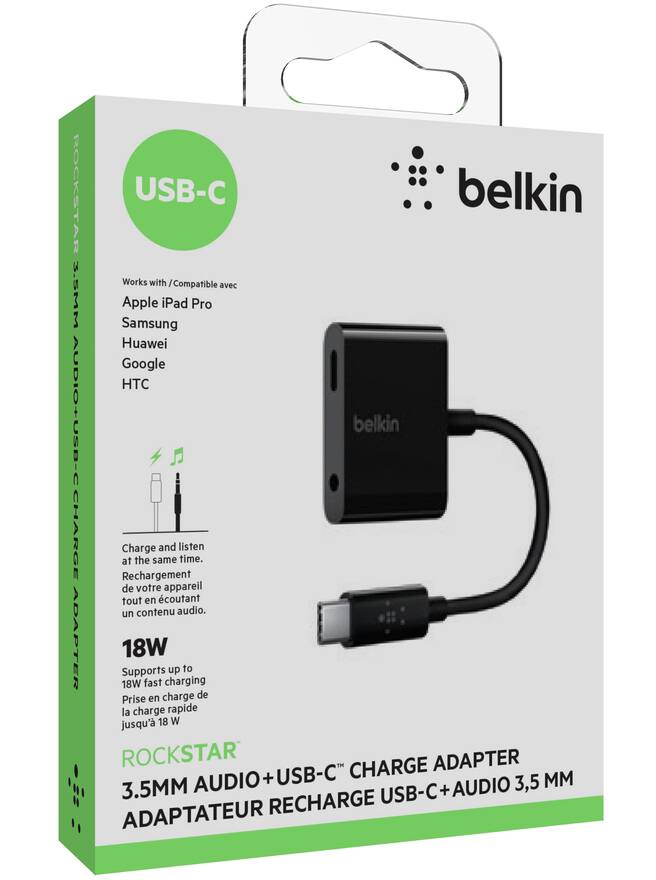 USB-C
belkin
Works with / Compatible avec
Apple iPad Pro
Samsung
Huawei
Google
HTC
belkin
Charge and listen
at the same time.
Rechargement
de votre appareil
tout en écoutant
un contenu audio.
18W
Supports up to
18W fast charging
Prise en charge de
la charge rapide
jusqu'à 18 W
ROCKSTAR™
3.5MM AUDIO+USB-C™ CHARGE ADAPTER
ADAPTATEUR RECHARGE USB-C+AUDIO 3,5 MM
ROCKSTAR 3.5MM AUDIO+USB-C CHARGE ADAPTER